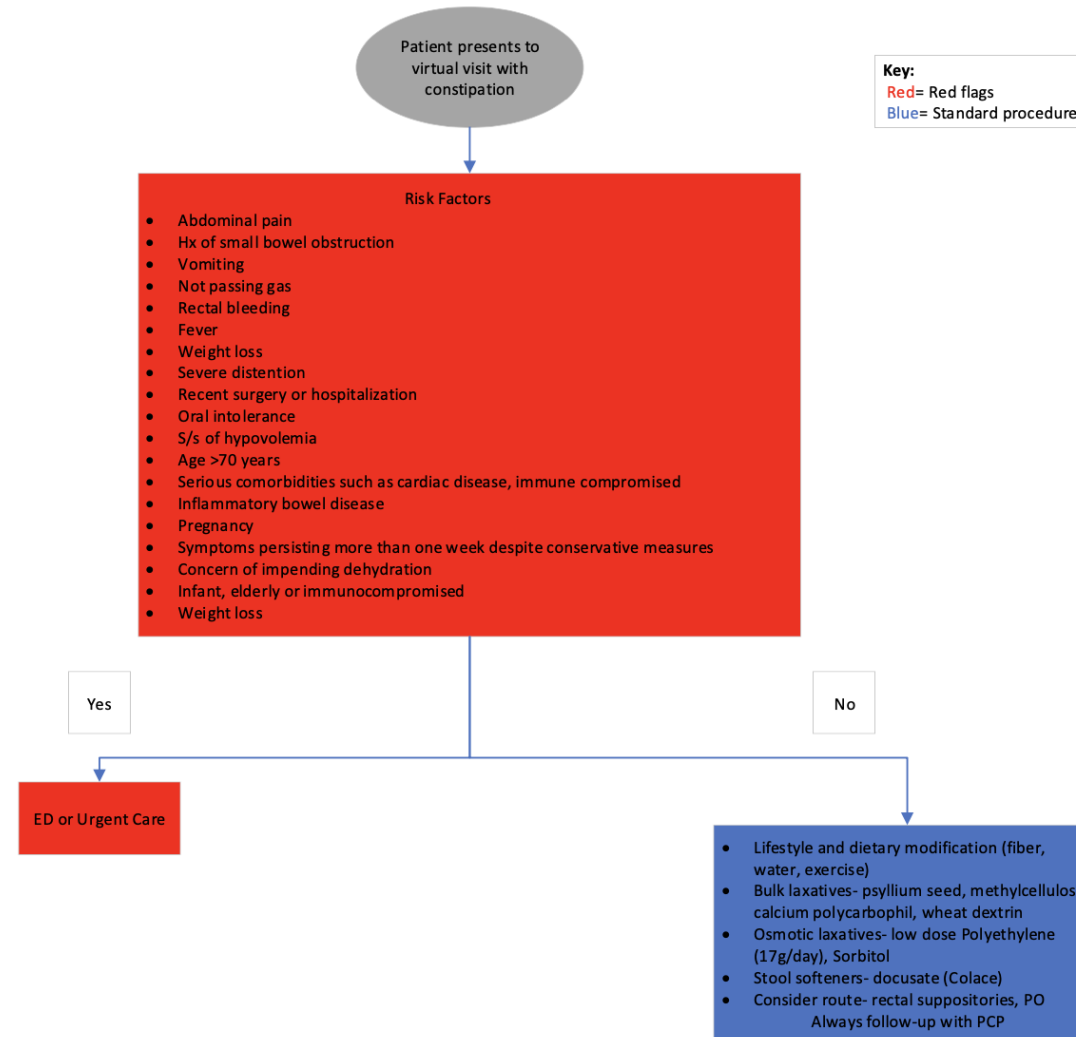 Patient presents to
virtual visit with
constipation
Key:
Red= Red flags
Blue= Standard procedure
Risk Factors
• Abdominal pain
• Hx of small bowel obstruction
• Vomiting
• Not passing gas
• Rectal bleeding
• Fever
• Weight loss
• Severe distention
• Recent surgery or hospitalization
• Oral intolerance
• S/s of hypovolemia
• Age >70 years
• Serious comorbidities such as cardiac disease, immune compromised
• Inflammatory bowel disease
• Pregnancy
• Symptoms persisting more than one week despite conservative measures
• Concern of impending dehydration
• Infant, elderly or immunocompromised
• Weight loss
Yes
No
ED or Urgent Care
• Lifestyle and dietary modification (fiber,
water, exercise)
• Bulk laxatives- psyllium seed, methylcellulos
calcium polycarbophil, wheat dextrin
• Osmotic laxatives- low dose Polyethylene
(17g/day), Sorbitol
• Stool softeners- docusate (Colace)
• Consider route- rectal suppositories, PO
Always follow-up with PCP